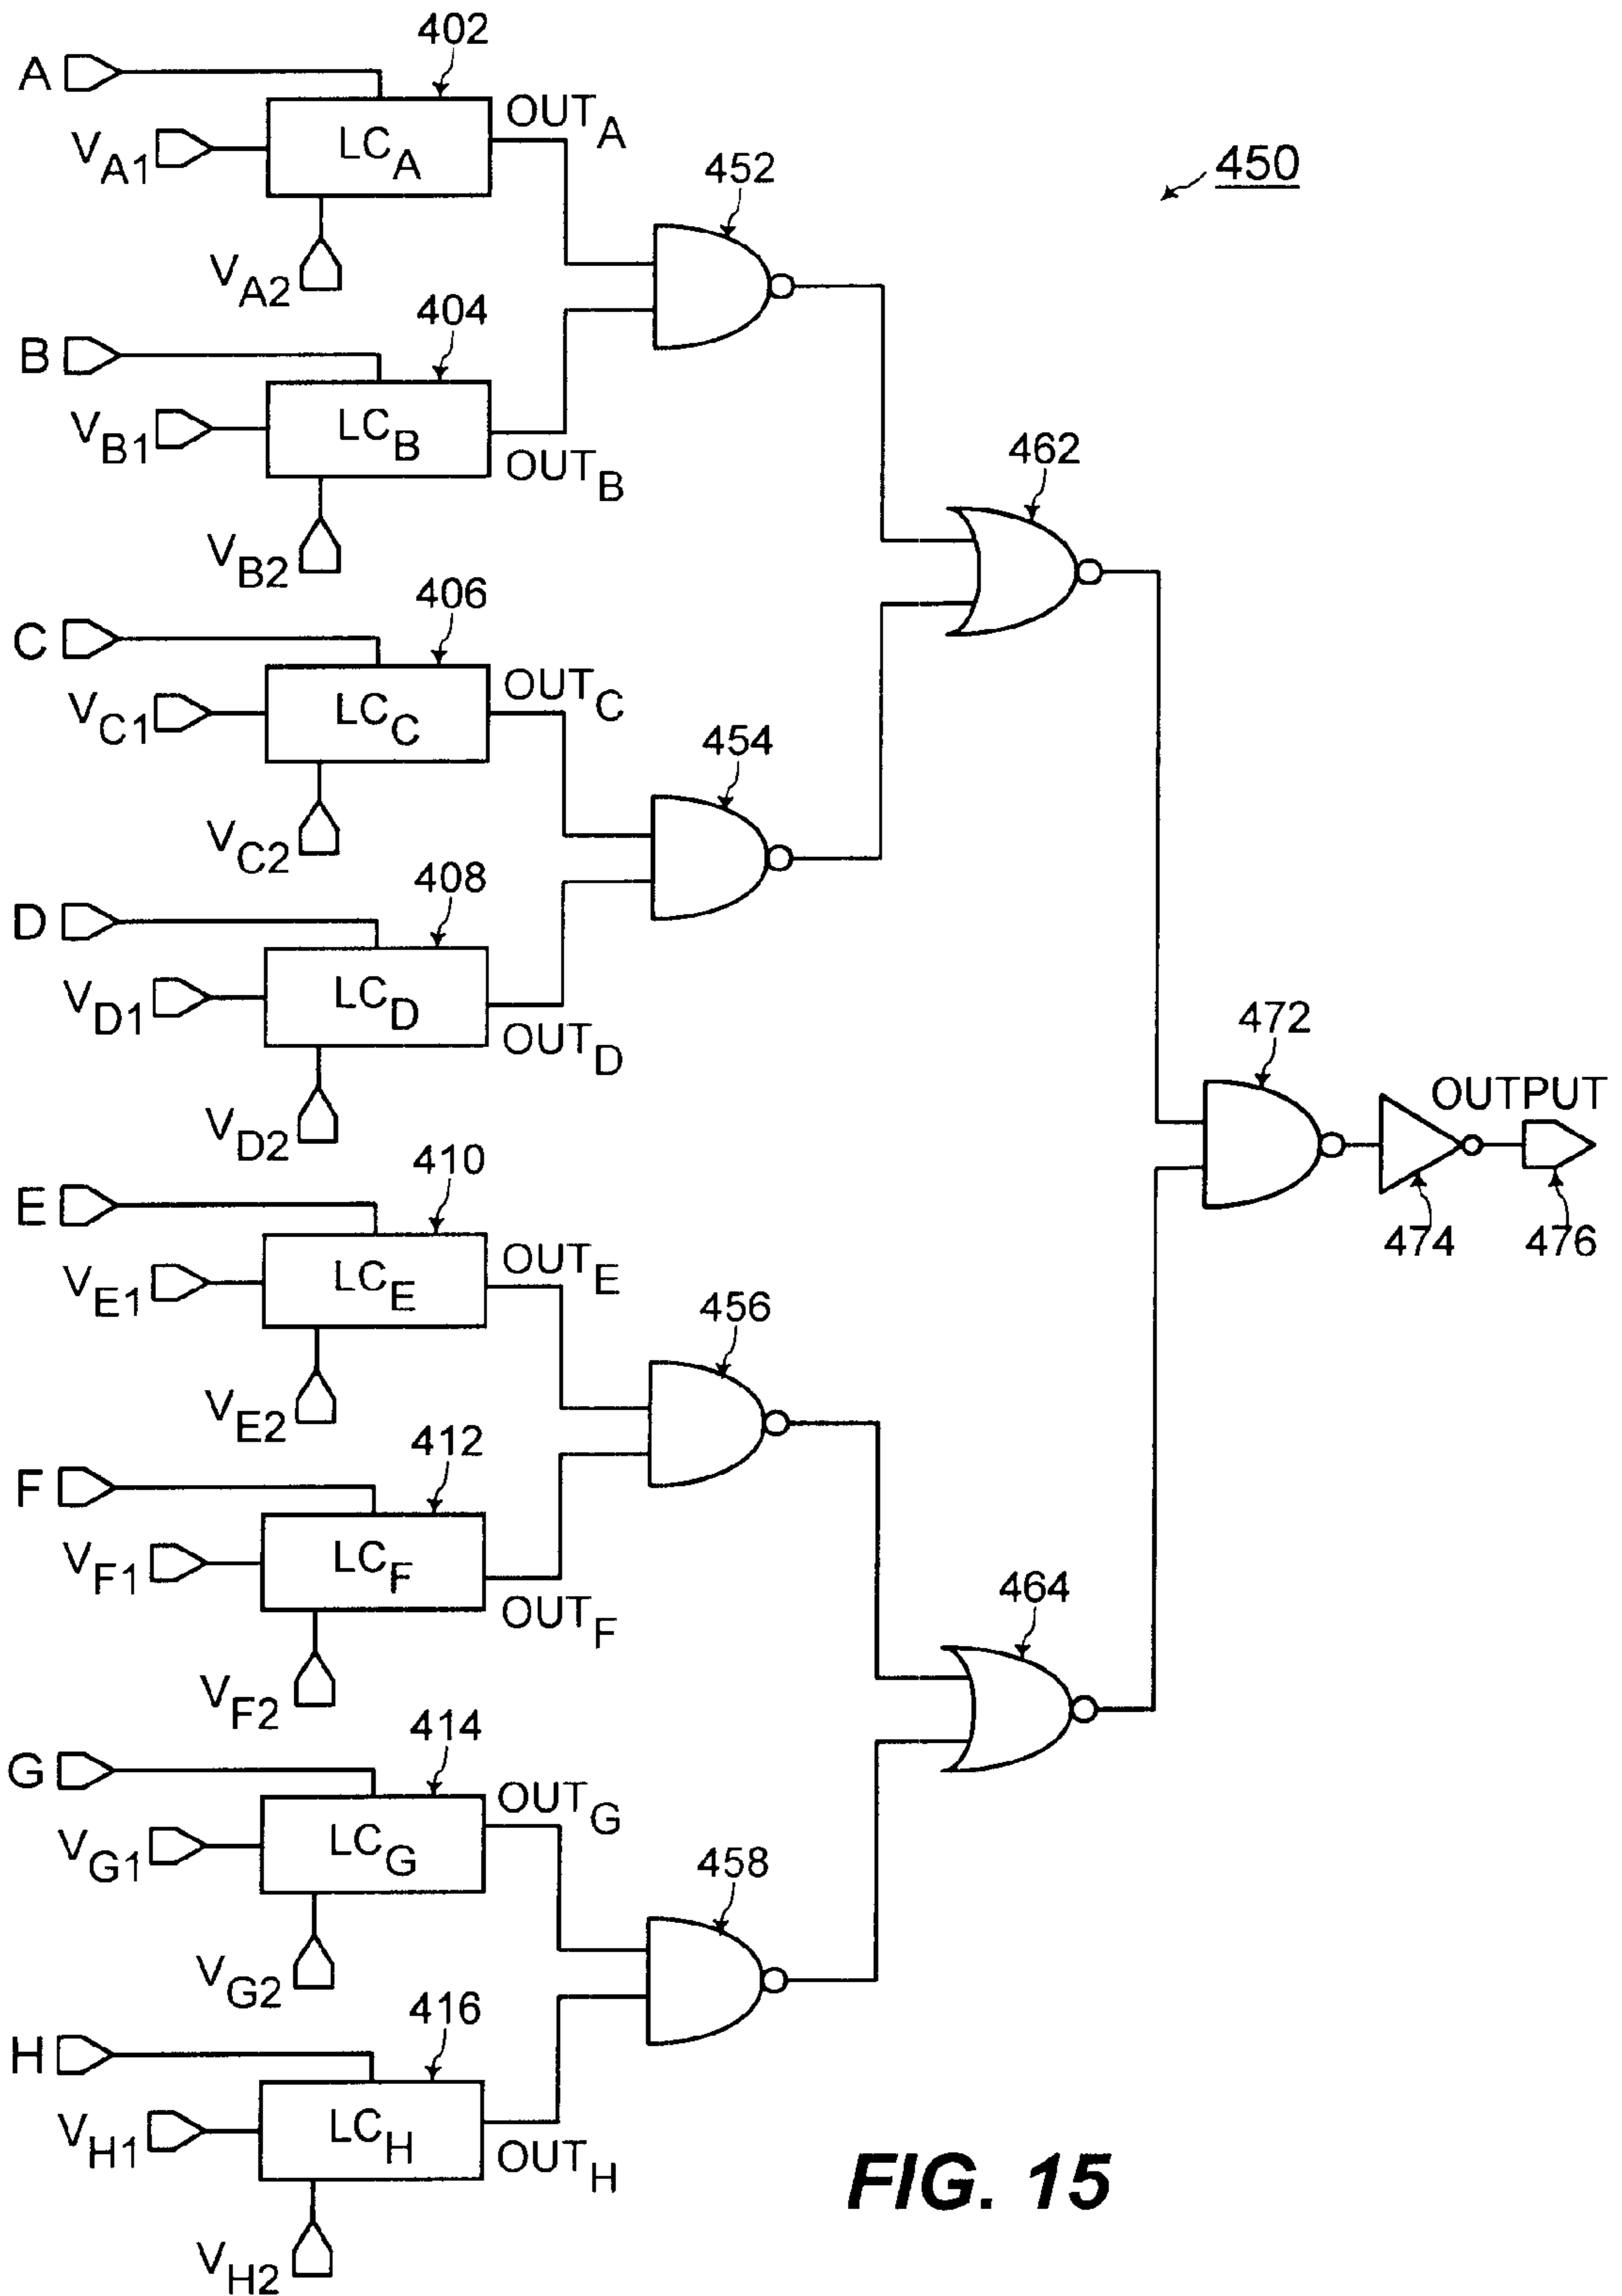 402
A
OUT_A
V_A1
LC_A
452
450
V_A2
404
B
LC_B
V_B1
OUT_B
462
V_B2
406
C
OUT_C
V_C1
LC_C
454
V_C2
408
D
LC_D
V_D1
OUT_D
472
OUTPUT
V_D2
410
E
474
476
OUT_E
V_E1
LC_E
456
V_E2
412
F
LC_F
V_F1
464
OUT_F
V_F2
414
G
OUT_G
V_G1
LC_G
458
V_G2
416
H
LC_H
V_H1
OUT_H
FIG. 15
V_H2